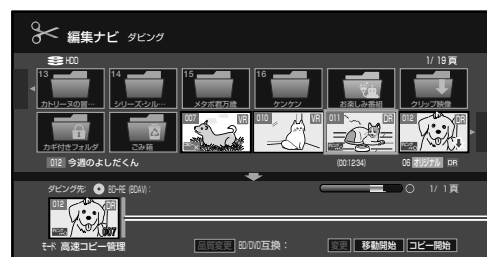 編集ナビ ダビング
HDD 1/ 19 頁
13 14 15 16
カトリーヌの冒… シリーズ・シル… メタボ君万歳 ケンケン お楽しみ番組 クリップ映像
007 VR 010 VR 011 DR 012 DR
カギ付きフォルダ ごみ箱
012 今週のよしだくん (00:12:34) 06 オリジナル DR
ダビング先: BD-RE (BDAV) : 1/ 1 頁
012 DR
007
モード 高速コピー管理 品質変更 BD/DVD互換 : 変更 移動開始 コピー開始